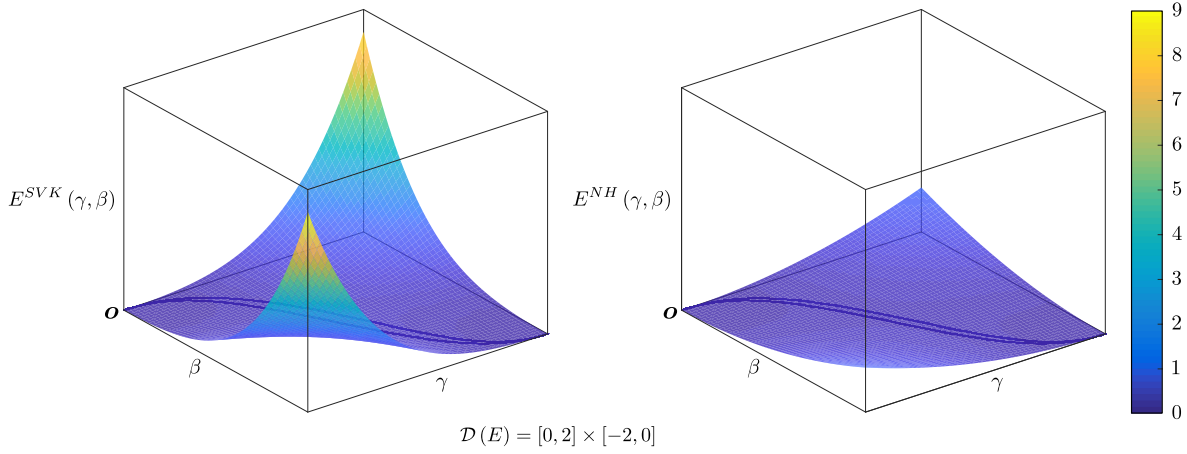 9
8
7
6
5
4
3
2
1
0
E^{SVK} (γ, β)
E^{NH} (γ, β)
O
O
β
γ
β
γ
𝒟 (E) = [0, 2] × [−2, 0]